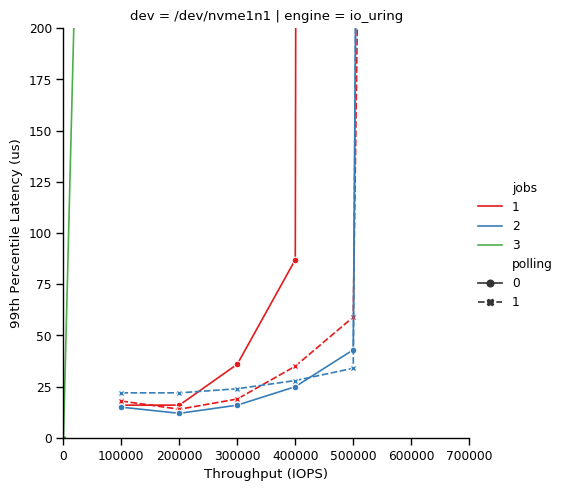 dev = /dev/nvme1n1 | engine = io_uring
200
175
150
125
100
75
50
25
0
99th Percentile Latency (us)
0 100000 200000 300000 400000 500000 600000 700000
Throughput (IOPS)
jobs
1
2
3
polling
0
1